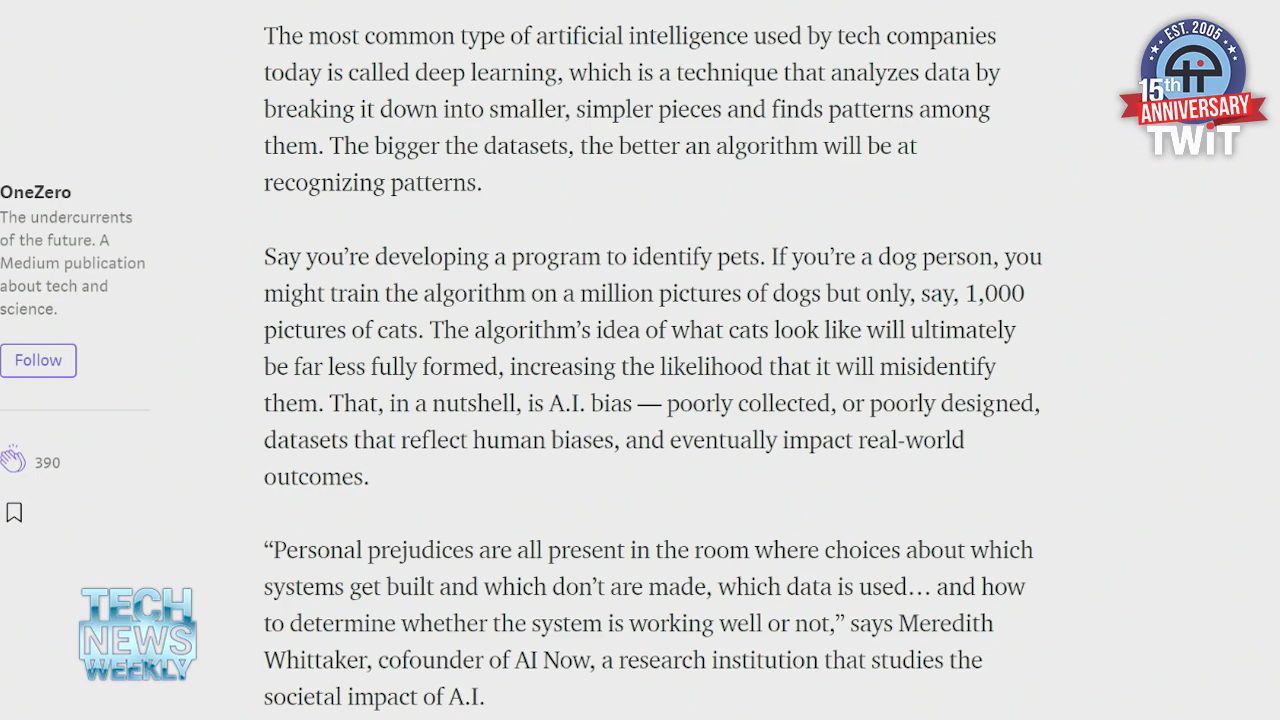 The most common type of artificial intelligence used by tech companies
today is called deep learning, which is a technique that analyzes data by
breaking it down into smaller, simpler pieces and finds patterns among
them. The bigger the datasets, the better an algorithm will be at
recognizing patterns.
Say you’re developing a program to identify pets. If you’re a dog person, you
might train the algorithm on a million pictures of dogs but only, say, 1,000
pictures of cats. The algorithm’s idea of what cats look like will ultimately
be far less fully formed, increasing the likelihood that it will misidentify
them. That, in a nutshell, is A.I. bias — poorly collected, or poorly designed,
datasets that reflect human biases, and eventually impact real-world
outcomes.
“Personal prejudices are all present in the room where choices about which
systems get built and which don’t are made, which data is used… and how
to determine whether the system is working well or not,” says Meredith
Whittaker, cofounder of AI Now, a research institution that studies the
societal impact of A.I.
OneZero
The undercurrents
of the future. A
Medium publication
about tech and
science.
Follow
390
TECH
NEWS
WEEKLY
EST. 2005
15th
ANNIVERSARY
TWiT